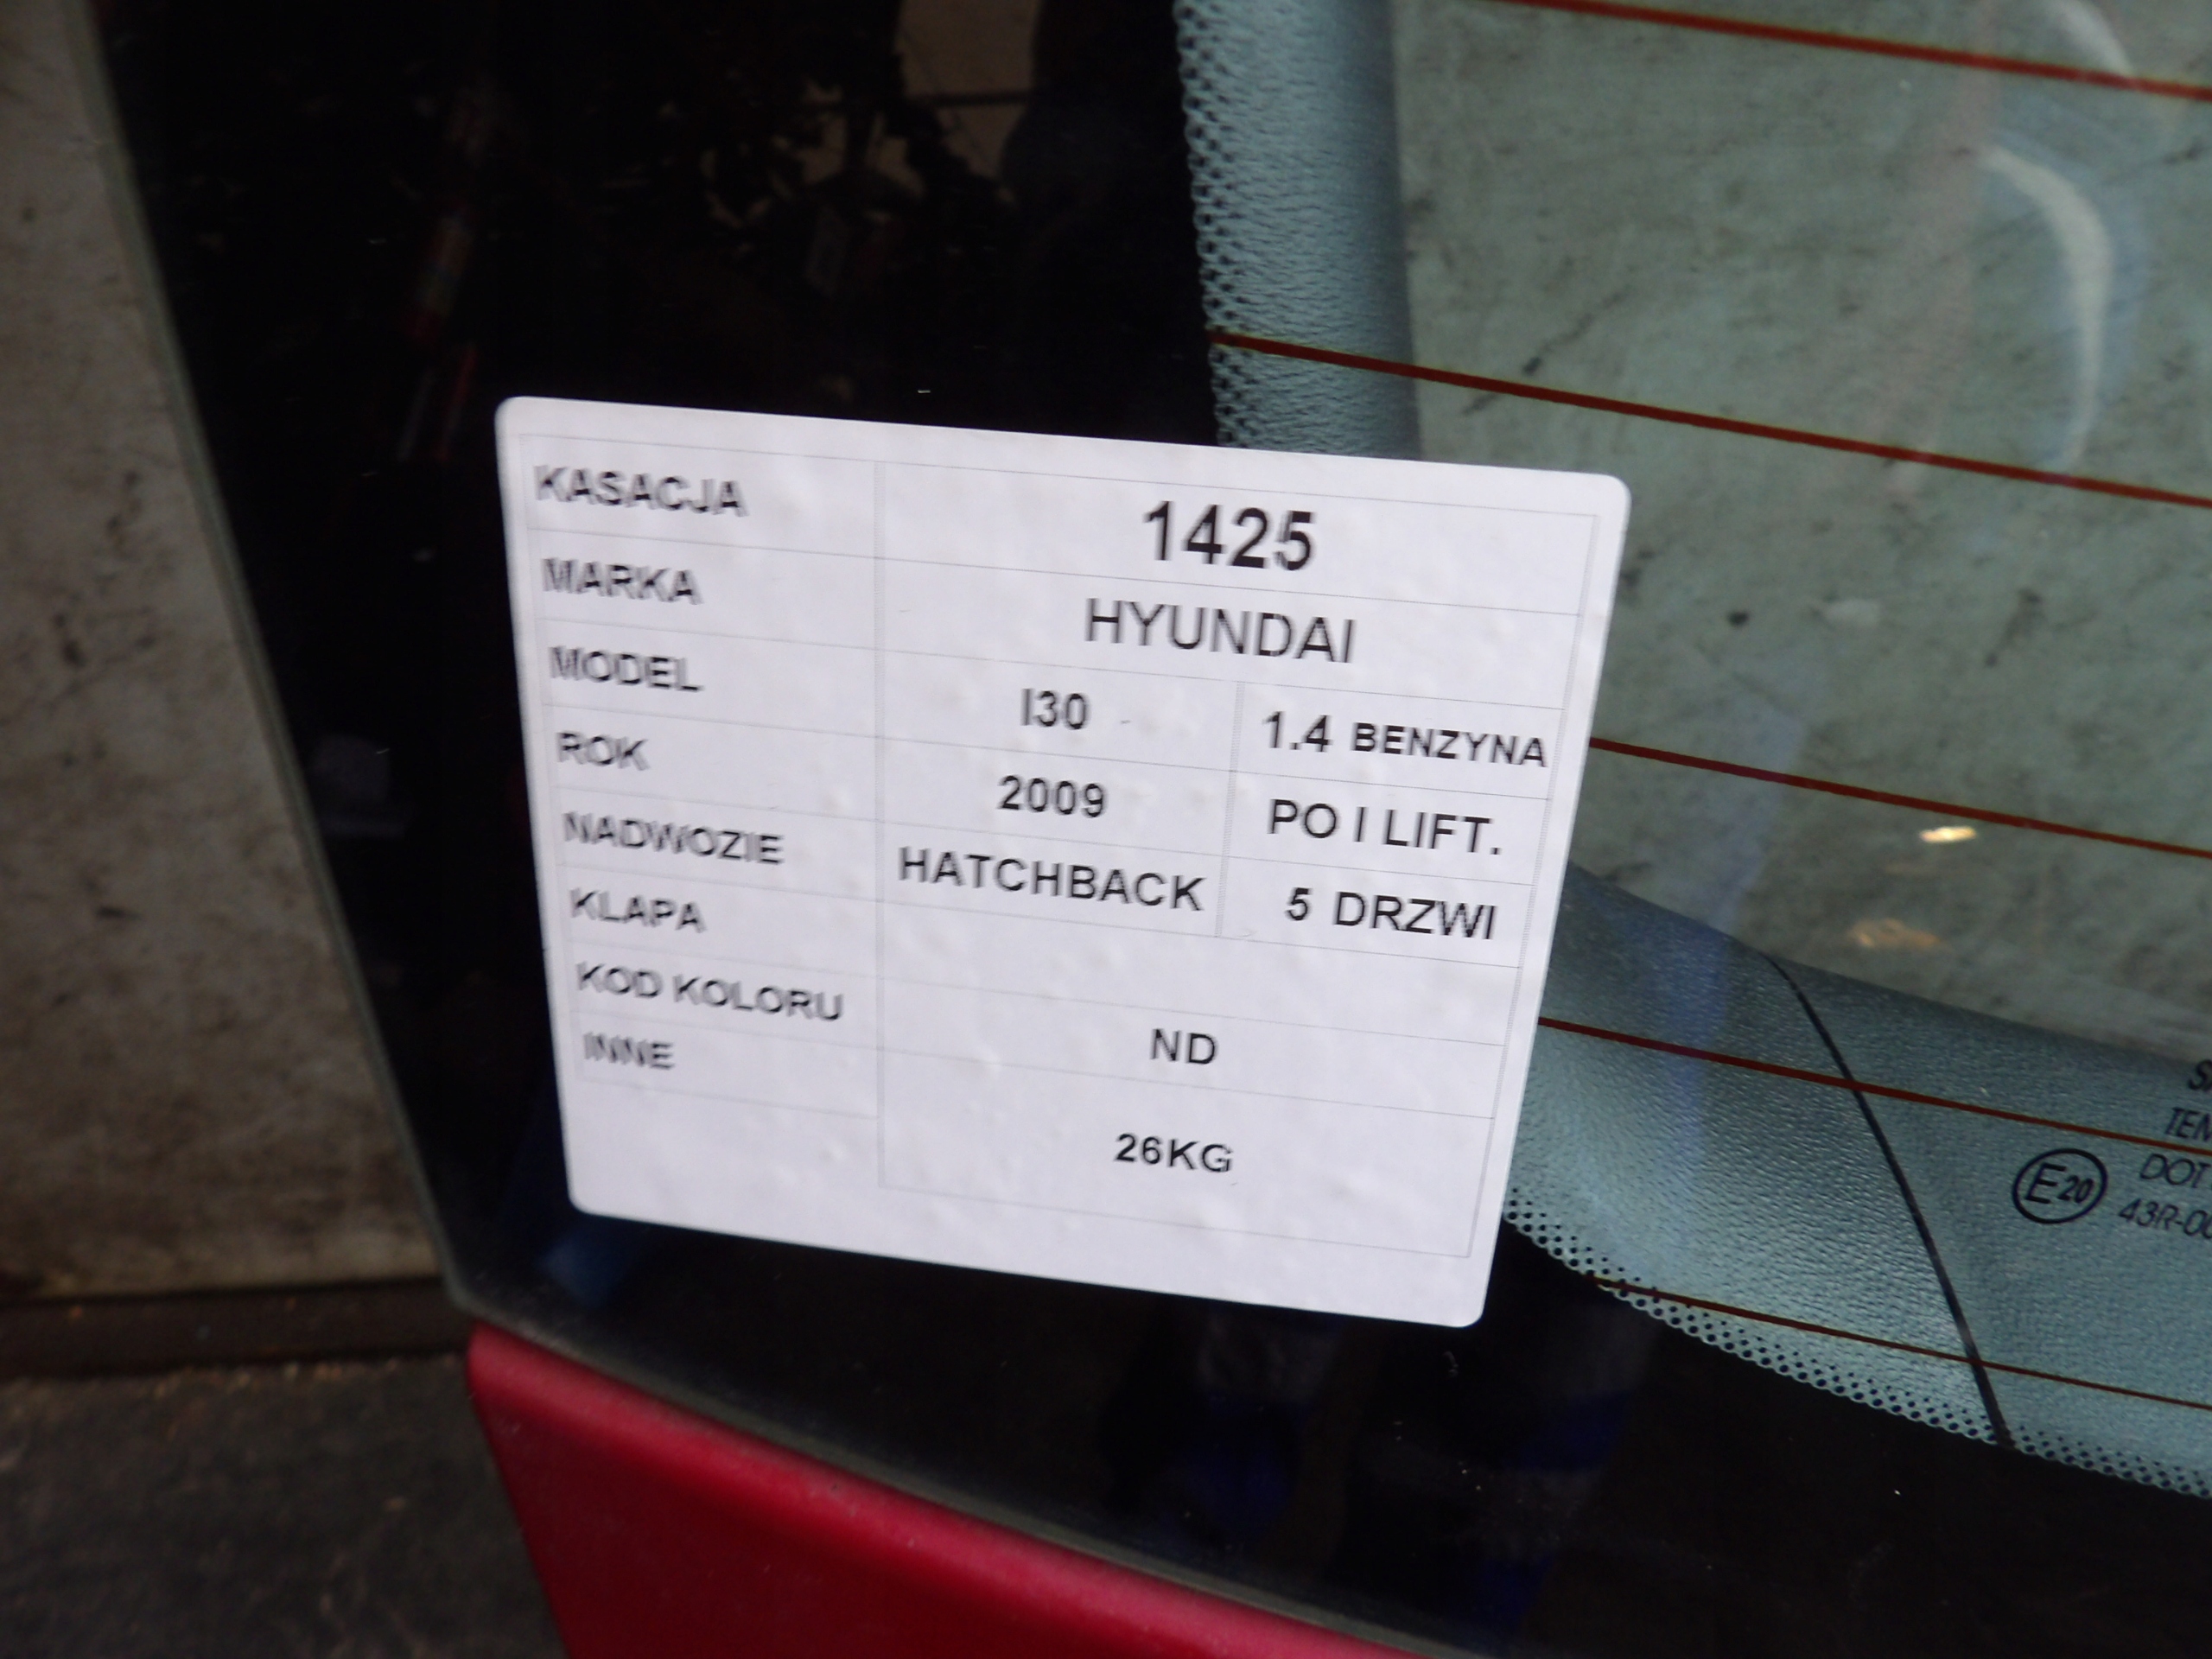 KASACJA 1425
MARKA HYUNDAI
MODEL I30 1.4 BENZYNA
ROK 2009 PO I LIFT.
NADWOZIE HATCHBACK 5 DRZWI
KLAPA
KOD KOLORU ND
INNE 26KG
E20
DOT